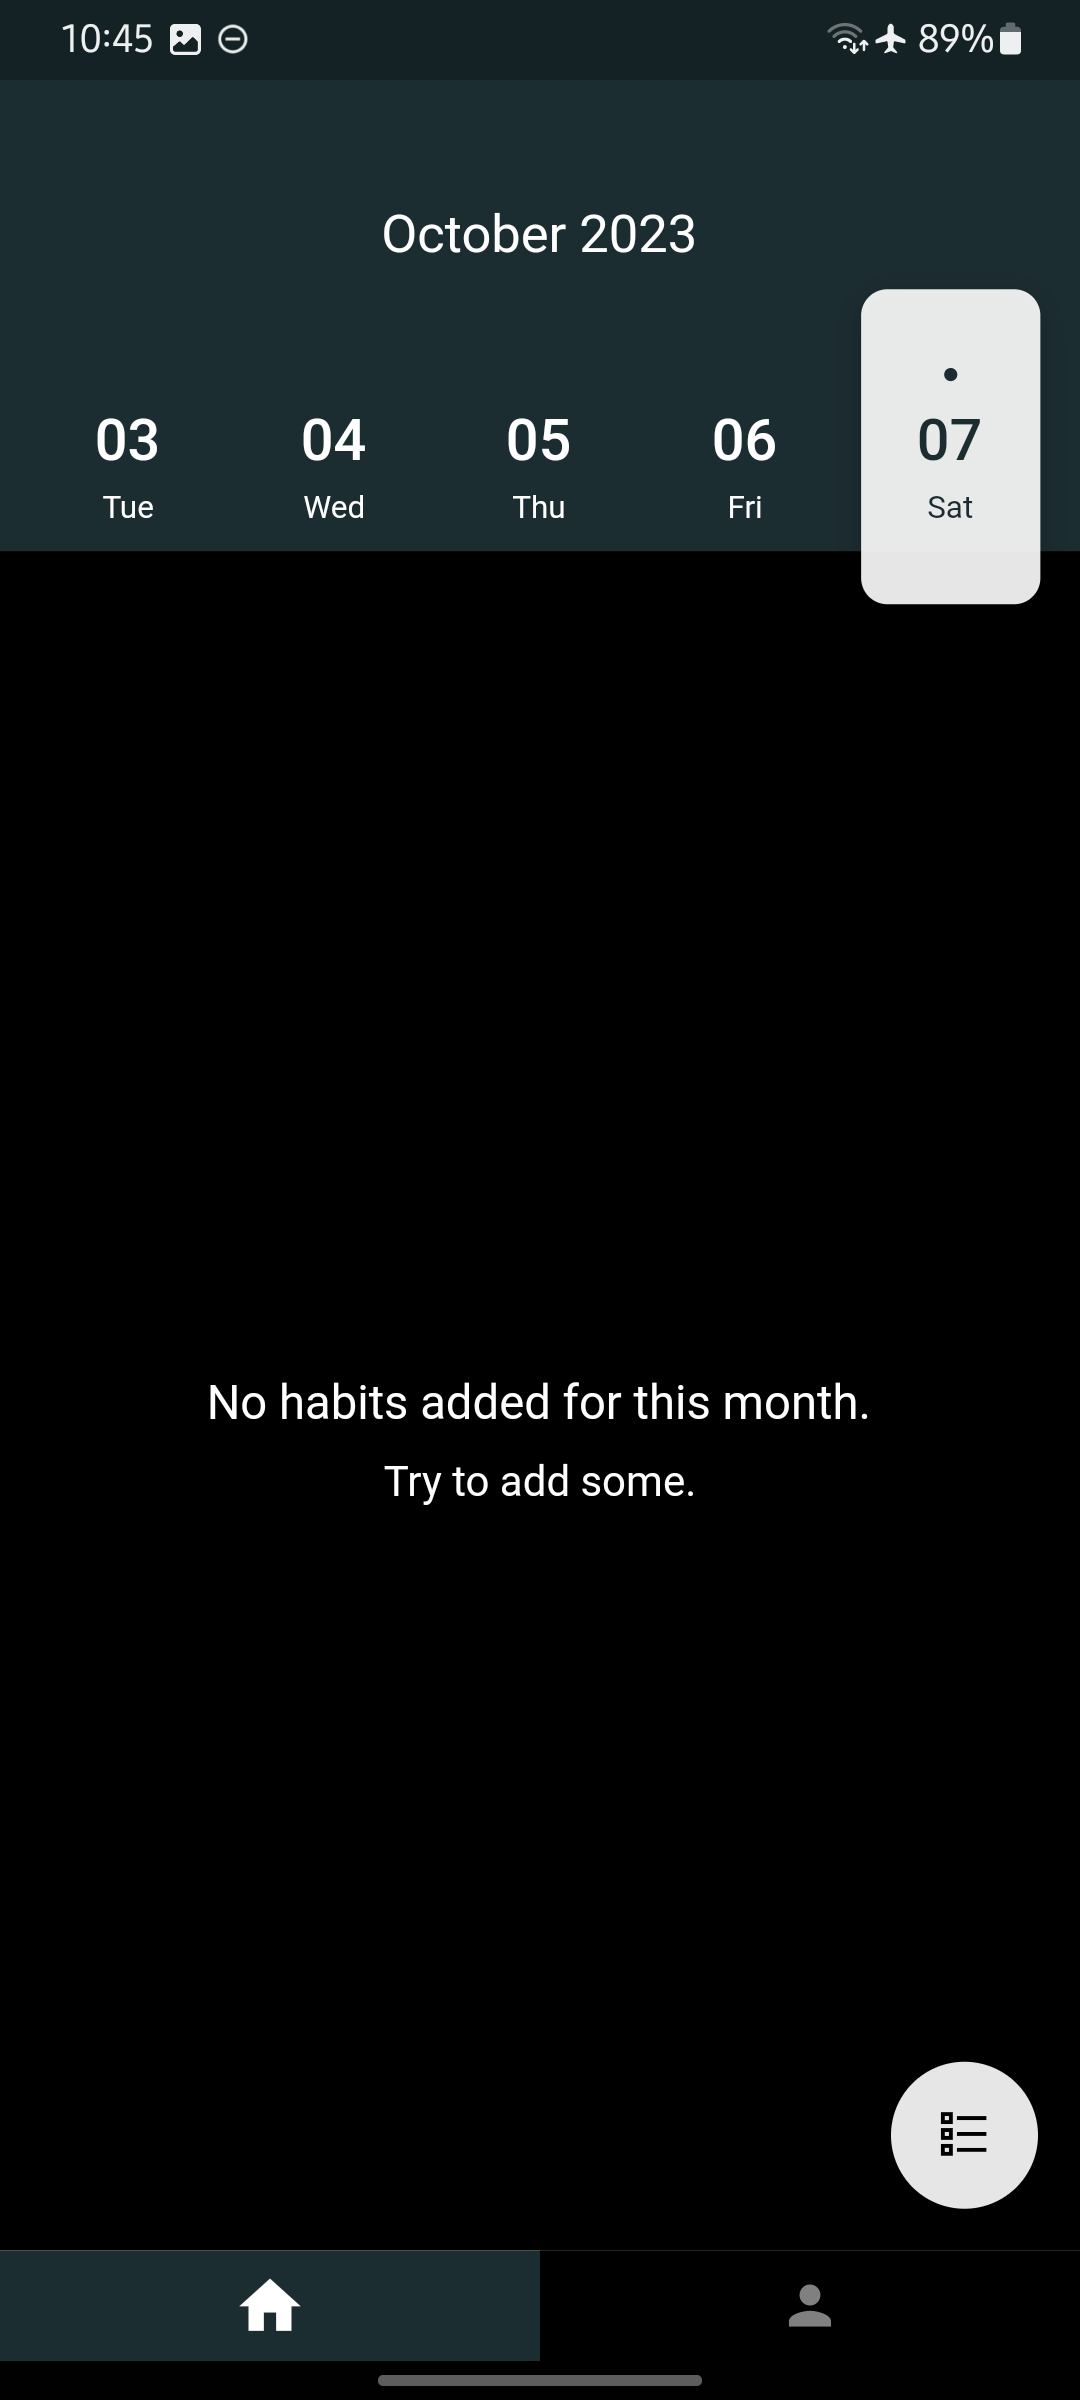 10:45 89%
October 2023
03 04 05 06 07
Tue Wed Thu Fri Sat
No habits added for this month.
Try to add some.